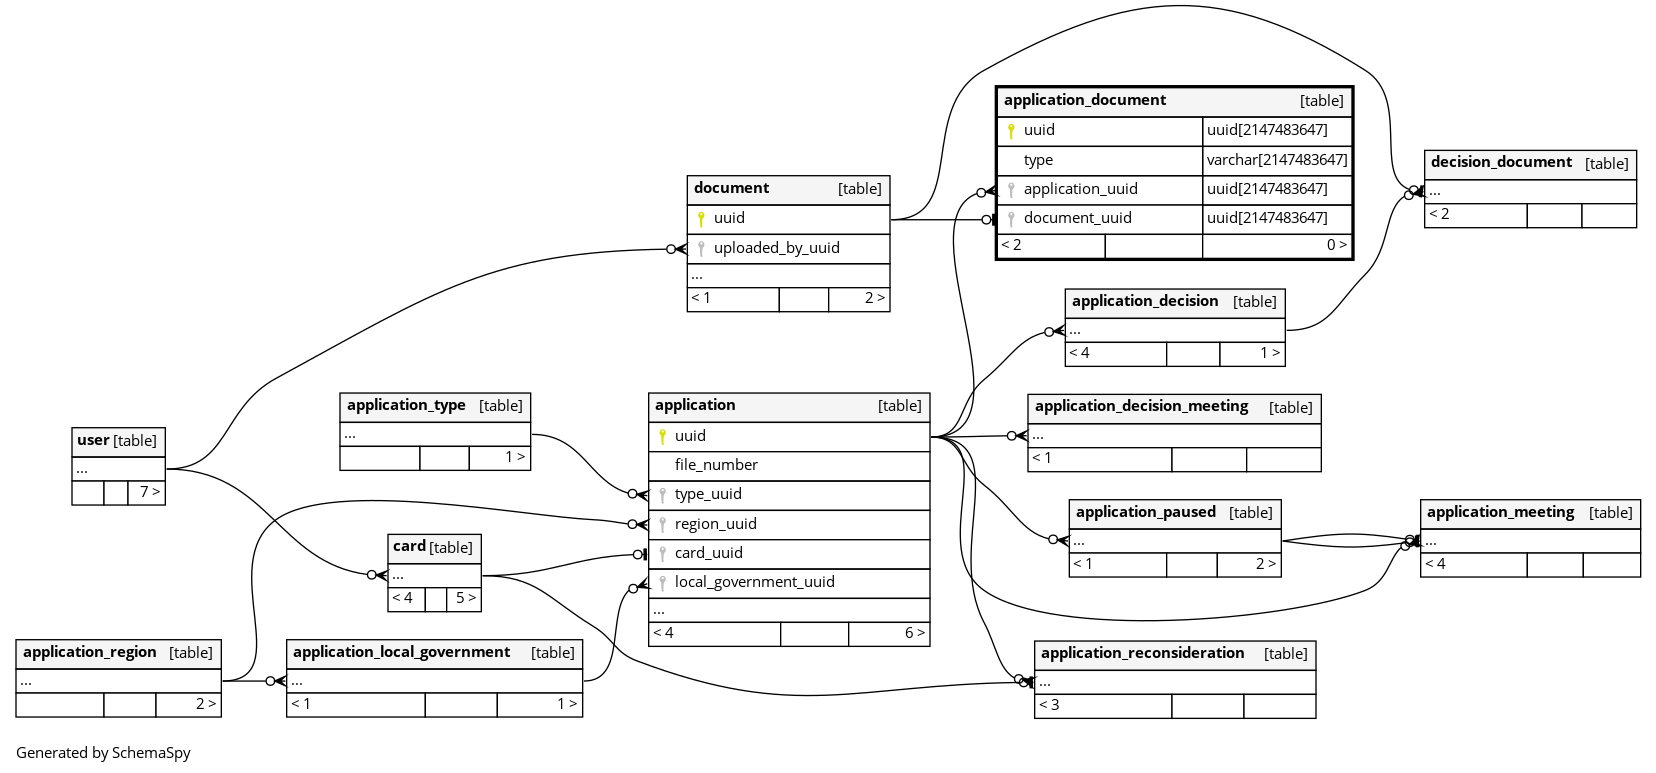 application_document [table]
uuid uuid[2147483647]
type varchar[2147483647]
application_uuid uuid[2147483647]
document_uuid uuid[2147483647]
< 2 0 >
decision_document [table]
...
< 2
document [table]
uuid
uploaded_by_uuid
...
< 1 2 >
application_decision [table]
...
< 4 1 >
application_type [table]
...
1 >
application [table]
uuid
file_number
type_uuid
region_uuid
card_uuid
local_government_uuid
...
< 4 6 >
application_decision_meeting [table]
...
< 1
user [table]
...
7 >
application_paused [table]
...
< 1 2 >
application_meeting [table]
...
< 4
card [table]
...
< 4 5 >
application_region [table]
...
2 >
application_local_government [table]
...
< 1 1 >
application_reconsideration [table]
...
< 3
Generated by SchemaSpy